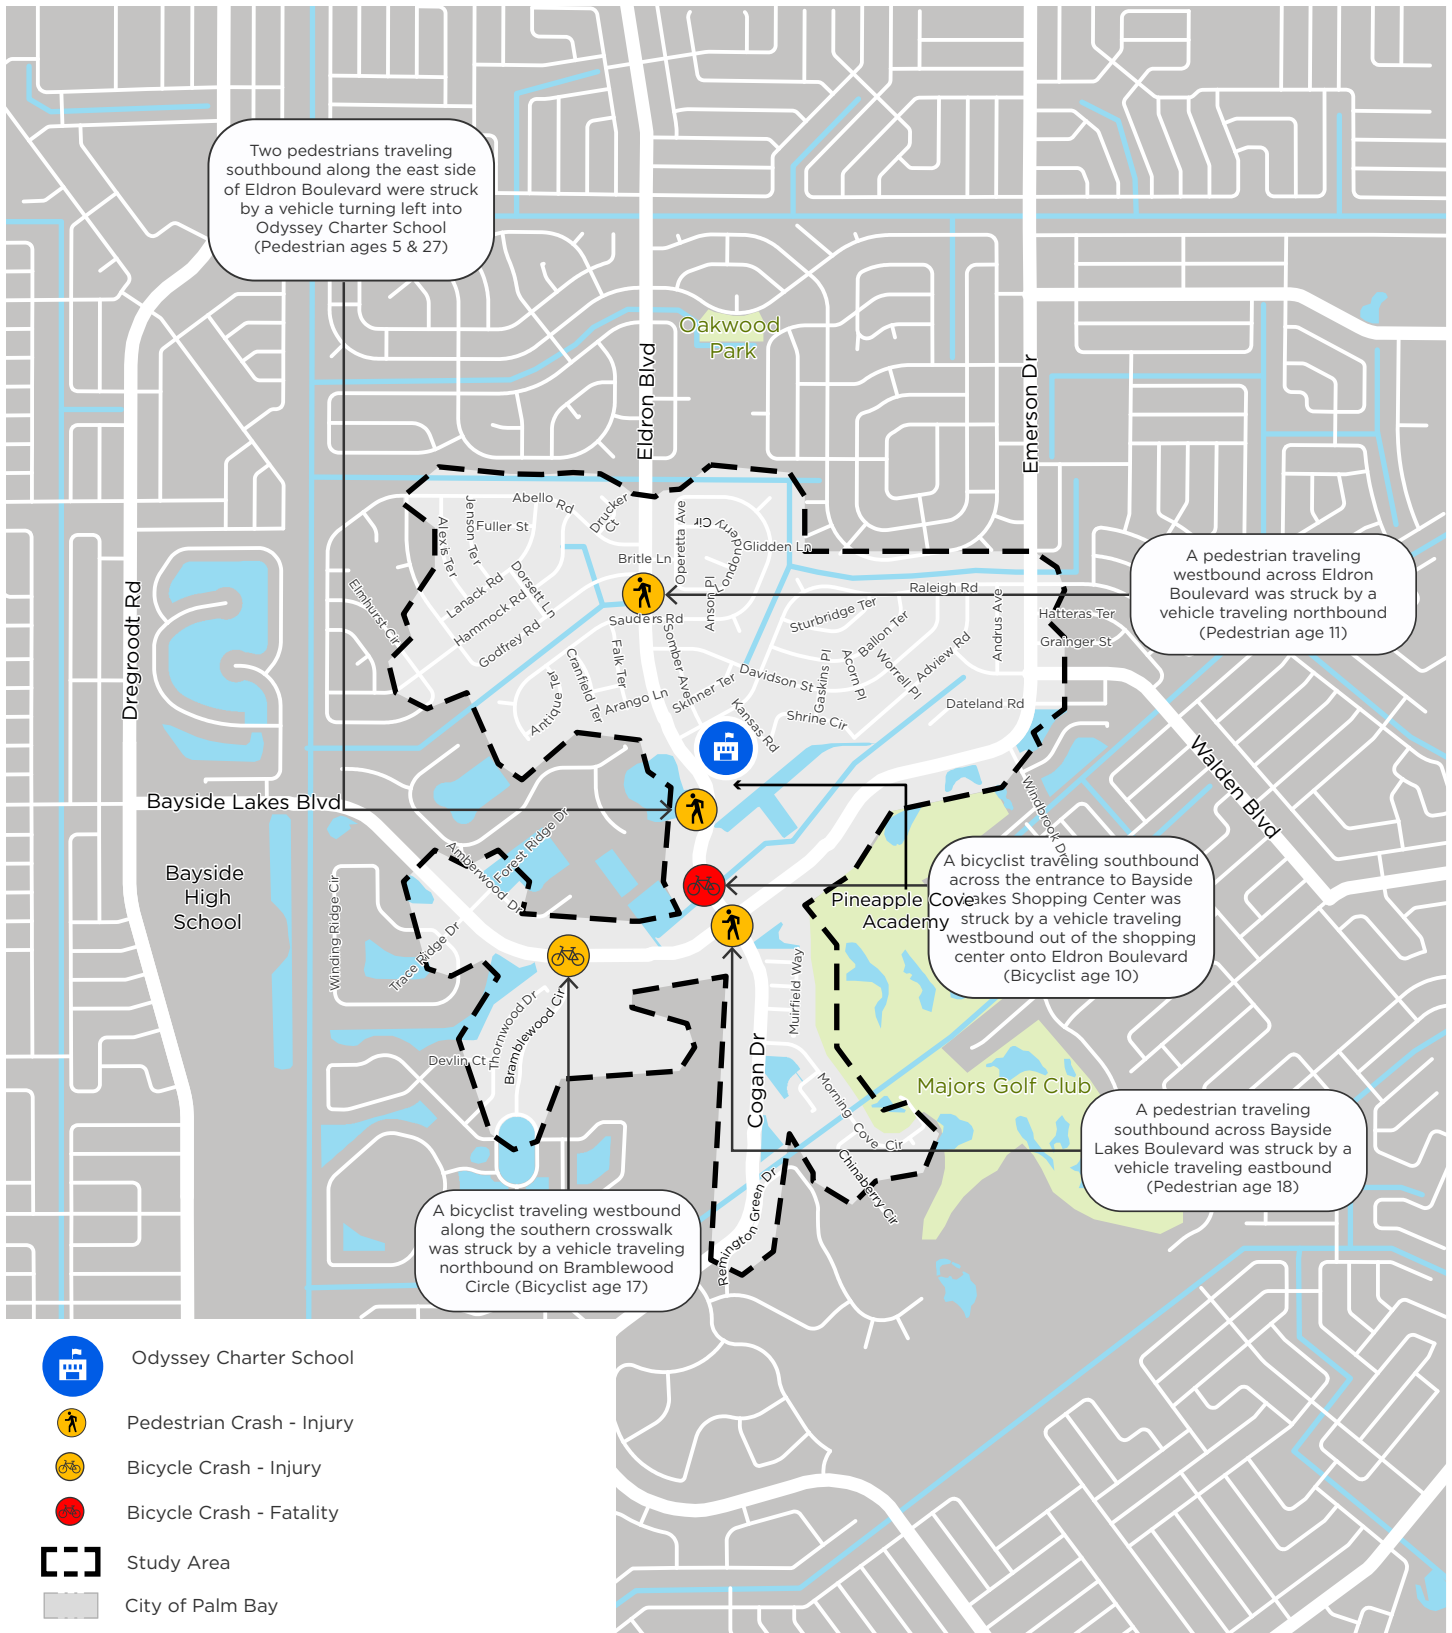 Two pedestrians traveling
southbound along the east side
of Eldron Boulevard were struck
by a vehicle turning left into
Odyssey Charter School
(Pedestrian ages 5 & 27)
Oakwood
Park
Eldron Blvd
Emerson Dr
Abello Rd
Drucker
Ct
Jenson Ter
Fuller St
Alexis Ter
Operetta Ave
Londonderry Cir
Glidden Ln
Britle Ln
Dorsett Ln
Lanack Rd
Hammock Rd
Godfrey Rd
Elmhurst Cir
Anson Pl
Sauders Rd
Raleigh Rd
Sturbridge Ter
Ballon Ter
Andrus Ave
Hatteras Ter
Grainger St
A pedestrian traveling
westbound across Eldron
Boulevard was struck by a
vehicle traveling northbound
(Pedestrian age 11)
Dregroodt Rd
Falk Ter
Cranfield Ter
Antique Ter
Arango Ln
Somber Ave
Skinner Ter
Davidson St
Gaskins Pl
Acorn Pl
Worrell Pl
Adview Rd
Dateland Rd
Kansas Rd
Shrine Cir
Walden Blvd
Bayside Lakes Blvd
Windbrook Dr
Bayside
High
School
Amberwood Dr
Forest Ridge Dr
Winding Ridge Cir
Trace Ridge Dr
Pineapple Cove
Academy
A bicyclist traveling southbound
across the entrance to Bayside
Lakes Shopping Center was
struck by a vehicle traveling
westbound out of the shopping
center onto Eldron Boulevard
(Bicyclist age 10)
Muirfield Way
Thornwood Dr
Bramblewood Cir
Devlin Ct
Cogan Dr
Majors Golf Club
Morning Cove Cir
Chinaberry Cir
Remington Green Dr
A pedestrian traveling
southbound across Bayside
Lakes Boulevard was struck by a
vehicle traveling eastbound
(Pedestrian age 18)
A bicyclist traveling westbound
along the southern crosswalk
was struck by a vehicle traveling
northbound on Bramblewood
Circle (Bicyclist age 17)
Odyssey Charter School
Pedestrian Crash - Injury
Bicycle Crash - Injury
Bicycle Crash - Fatality
Study Area
City of Palm Bay